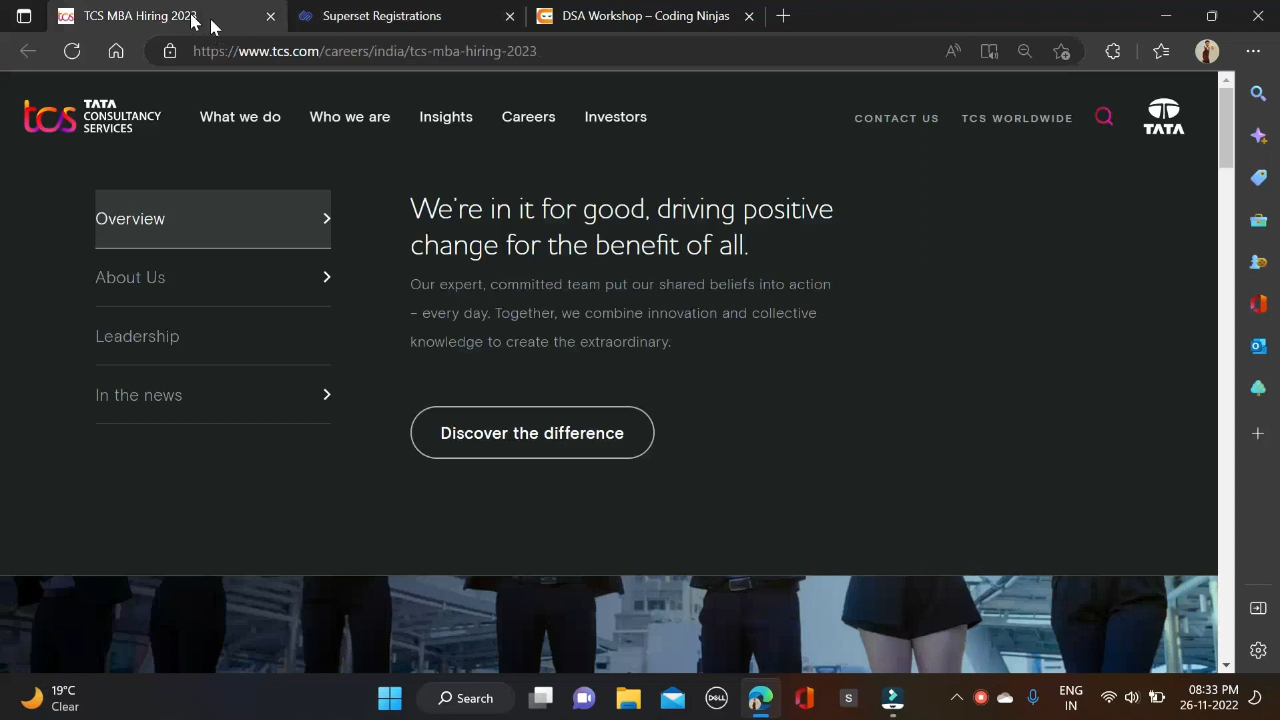 TCS MBA Hiring 2023
Superset Registrations
DSA Workshop – Coding Ninjas
https://www.tcs.com/careers/india/tcs-mba-hiring-2023
tcs TATA CONSULTANCY SERVICES
What we do
Who we are
Insights
Careers
Investors
CONTACT US
TCS WORLDWIDE
TATA
Overview
About Us
Leadership
In the news
We're in it for good, driving positive
change for the benefit of all.
Our expert, committed team put our shared beliefs into action
– every day. Together, we combine innovation and collective
knowledge to create the extraordinary.
Discover the difference
19°C
Clear
Search
DELL
S
ENG
IN
08:33 PM
26-11-2022